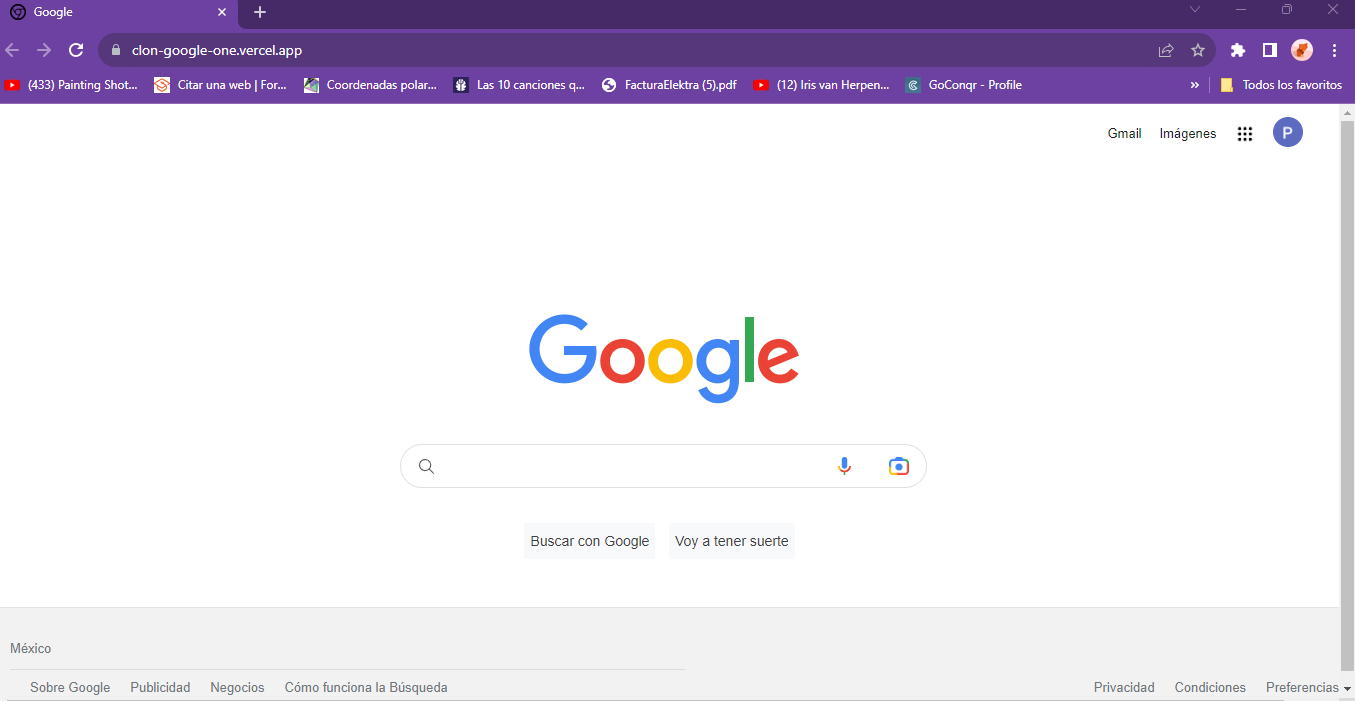 Google
clon-google-one.vercel.app
(433) Painting Shot... Citar una web | For... Coordenadas polar... Las 10 canciones q... FacturaElektra (5).pdf (12) Iris van Herpen... GoConqr - Profile » Todos los favoritos
Gmail Imágenes P
Google
Buscar con Google Voy a tener suerte
México
Sobre Google Publicidad Negocios Cómo funciona la Búsqueda Privacidad Condiciones Preferencias